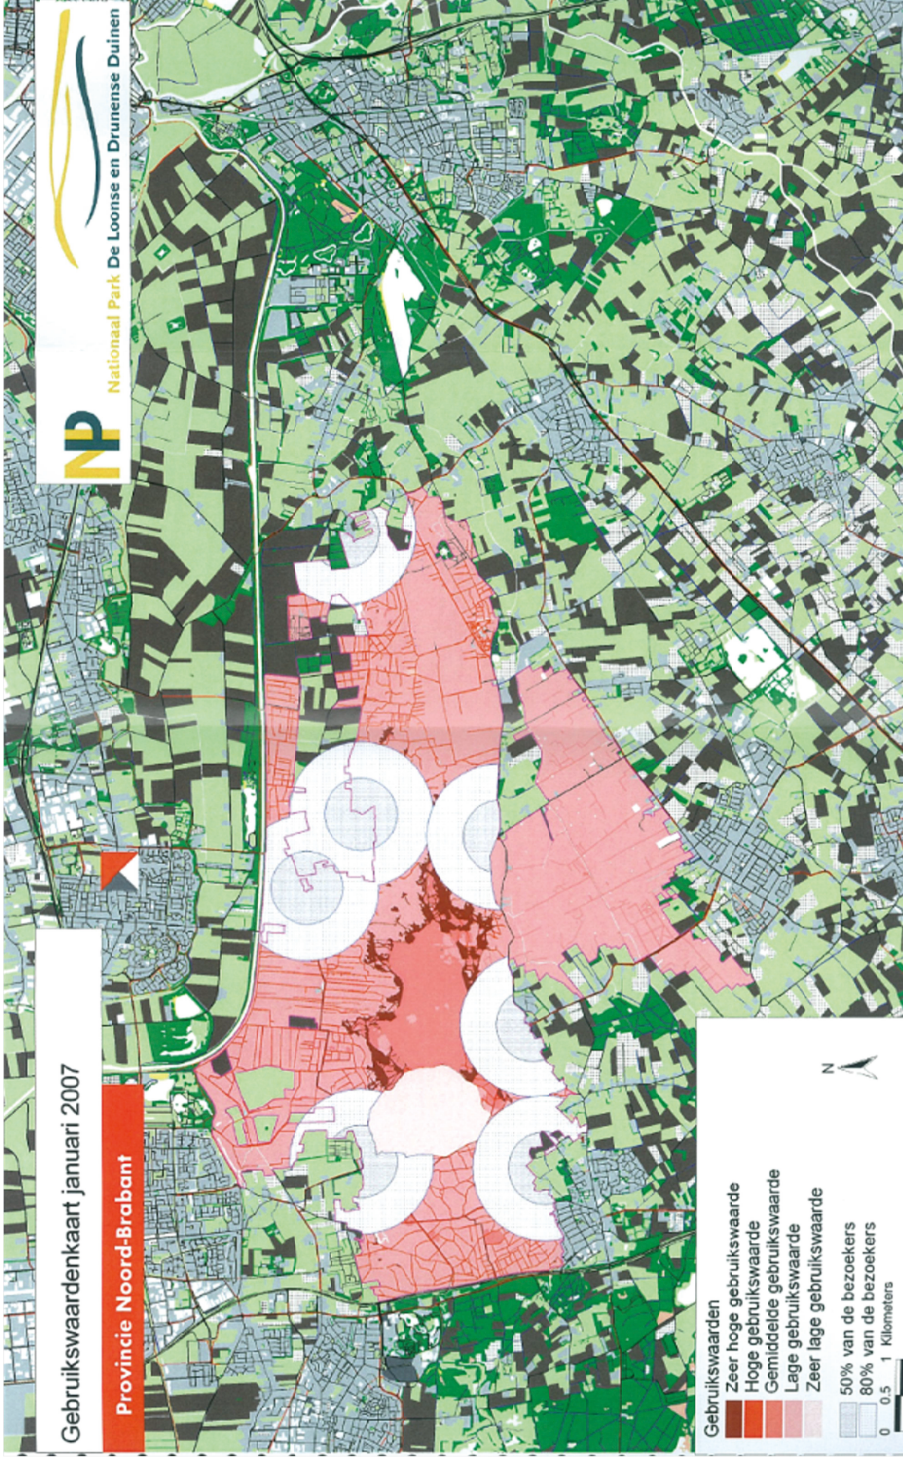 Gebruikswaardenkaart januari 2007
Provincie Noord-Brabant
NP
Nationaal Park De Loonse en Drunense Duinen
Gebruikswaarden
Zeer hoge gebruikswaarde
Hoge gebruikswaarde
Gemiddelde gebruikswaarde
Lage gebruikswaarde
Zeer lage gebruikswaarde
50% van de bezoekers
80% van de bezoekers
0 0.5 1 Kilometers
N